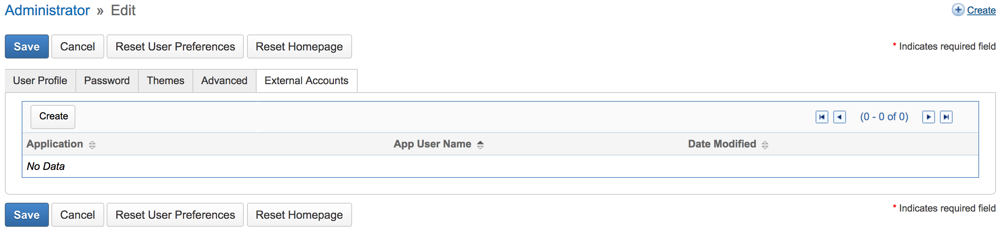 Administrator » Edit
Create
Save Cancel Reset User Preferences Reset Homepage
* Indicates required field
User Profile Password Themes Advanced External Accounts
Create
(0 - 0 of 0)
Application App User Name Date Modified
No Data
Save Cancel Reset User Preferences Reset Homepage
* Indicates required field